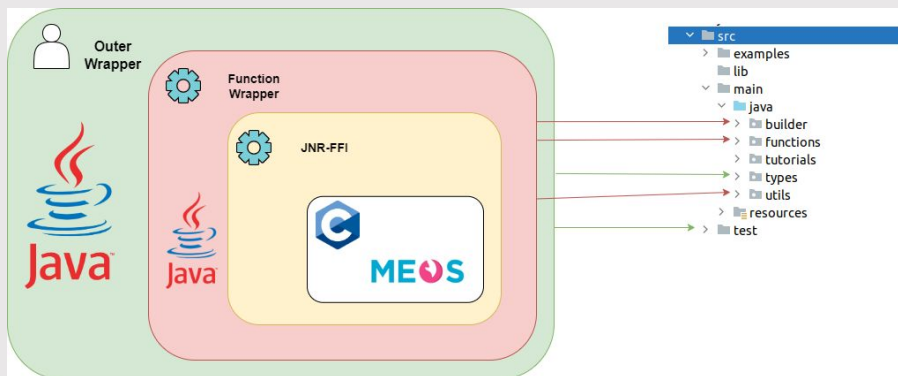 Outer
Wrapper
Function
Wrapper
JNR-FFI
Java
Java
C
MEOS
src
examples
lib
main
java
builder
functions
tutorials
types
utils
resources
test